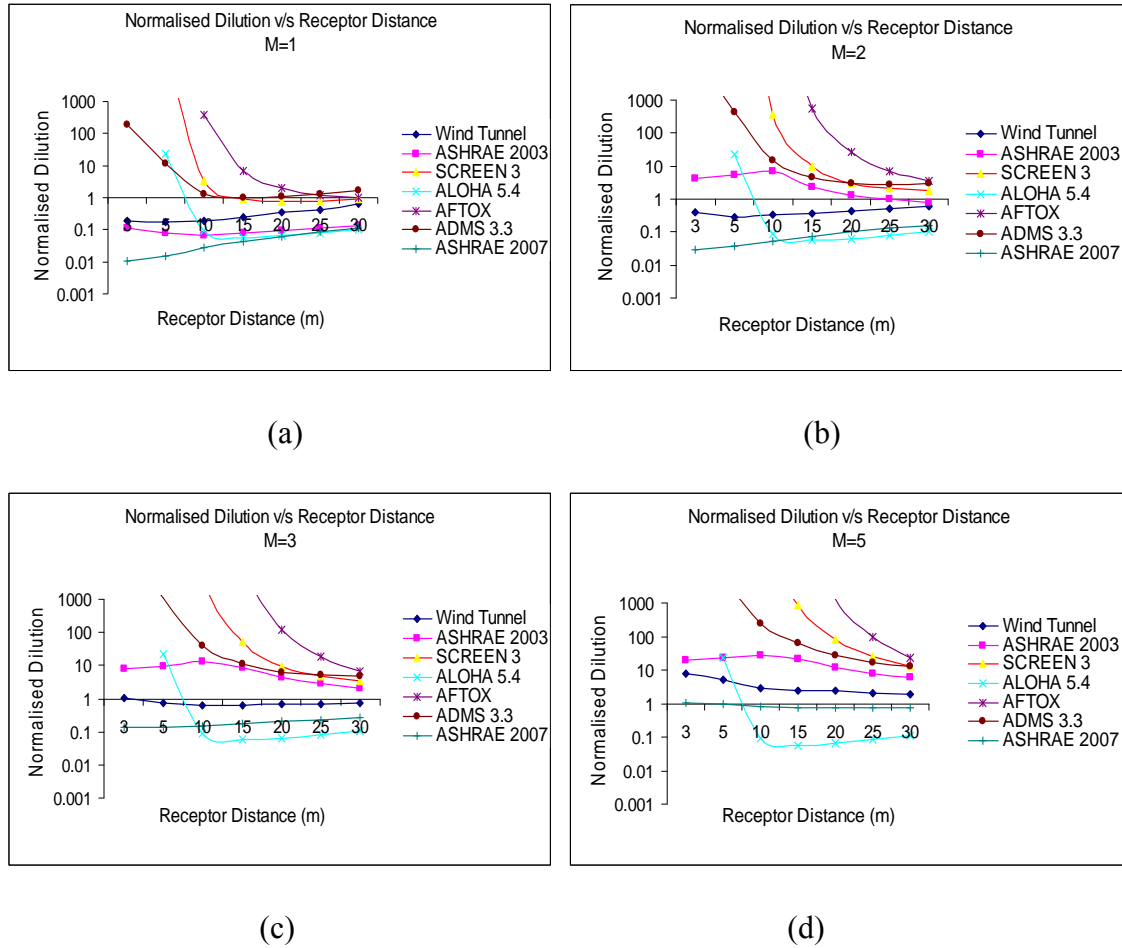 Normalised Dilution v/s Receptor Distance
M=1
Normalised Dilution
1000
100
10
1
0.1
0.01
0.001
5 10 15 20 25 30
Receptor Distance (m)
Wind Tunnel
ASHRAE 2003
SCREEN 3
ALOHA 5.4
AFTOX
ADMS 3.3
ASHRAE 2007
(a)
Normalised Dilution v/s Receptor Distance
M=2
Normalised Dilution
1000
100
10
1
0.1
0.01
0.001
3 5 10 15 20 25 30
Receptor Distance (m)
Wind Tunnel
ASHRAE 2003
SCREEN 3
ALOHA 5.4
AFTOX
ADMS 3.3
ASHRAE 2007
(b)
Normalised Dilution v/s Receptor Distance
M=3
Normalised Dilution
1000
100
10
1
0.1
0.01
0.001
3 5 10 15 20 25 30
Receptor Distance (m)
Wind Tunnel
ASHRAE 2003
SCREEN 3
ALOHA 5.4
AFTOX
ADMS 3.3
ASHRAE 2007
(c)
Normalised Dilution v/s Receptor Distance
M=5
Normalised Dilution
1000
100
10
1
0.1
0.01
0.001
3 5 10 15 20 25 30
Receptor Distance (m)
Wind Tunnel
ASHRAE 2003
SCREEN 3
ALOHA 5.4
AFTOX
ADMS 3.3
ASHRAE 2007
(d)